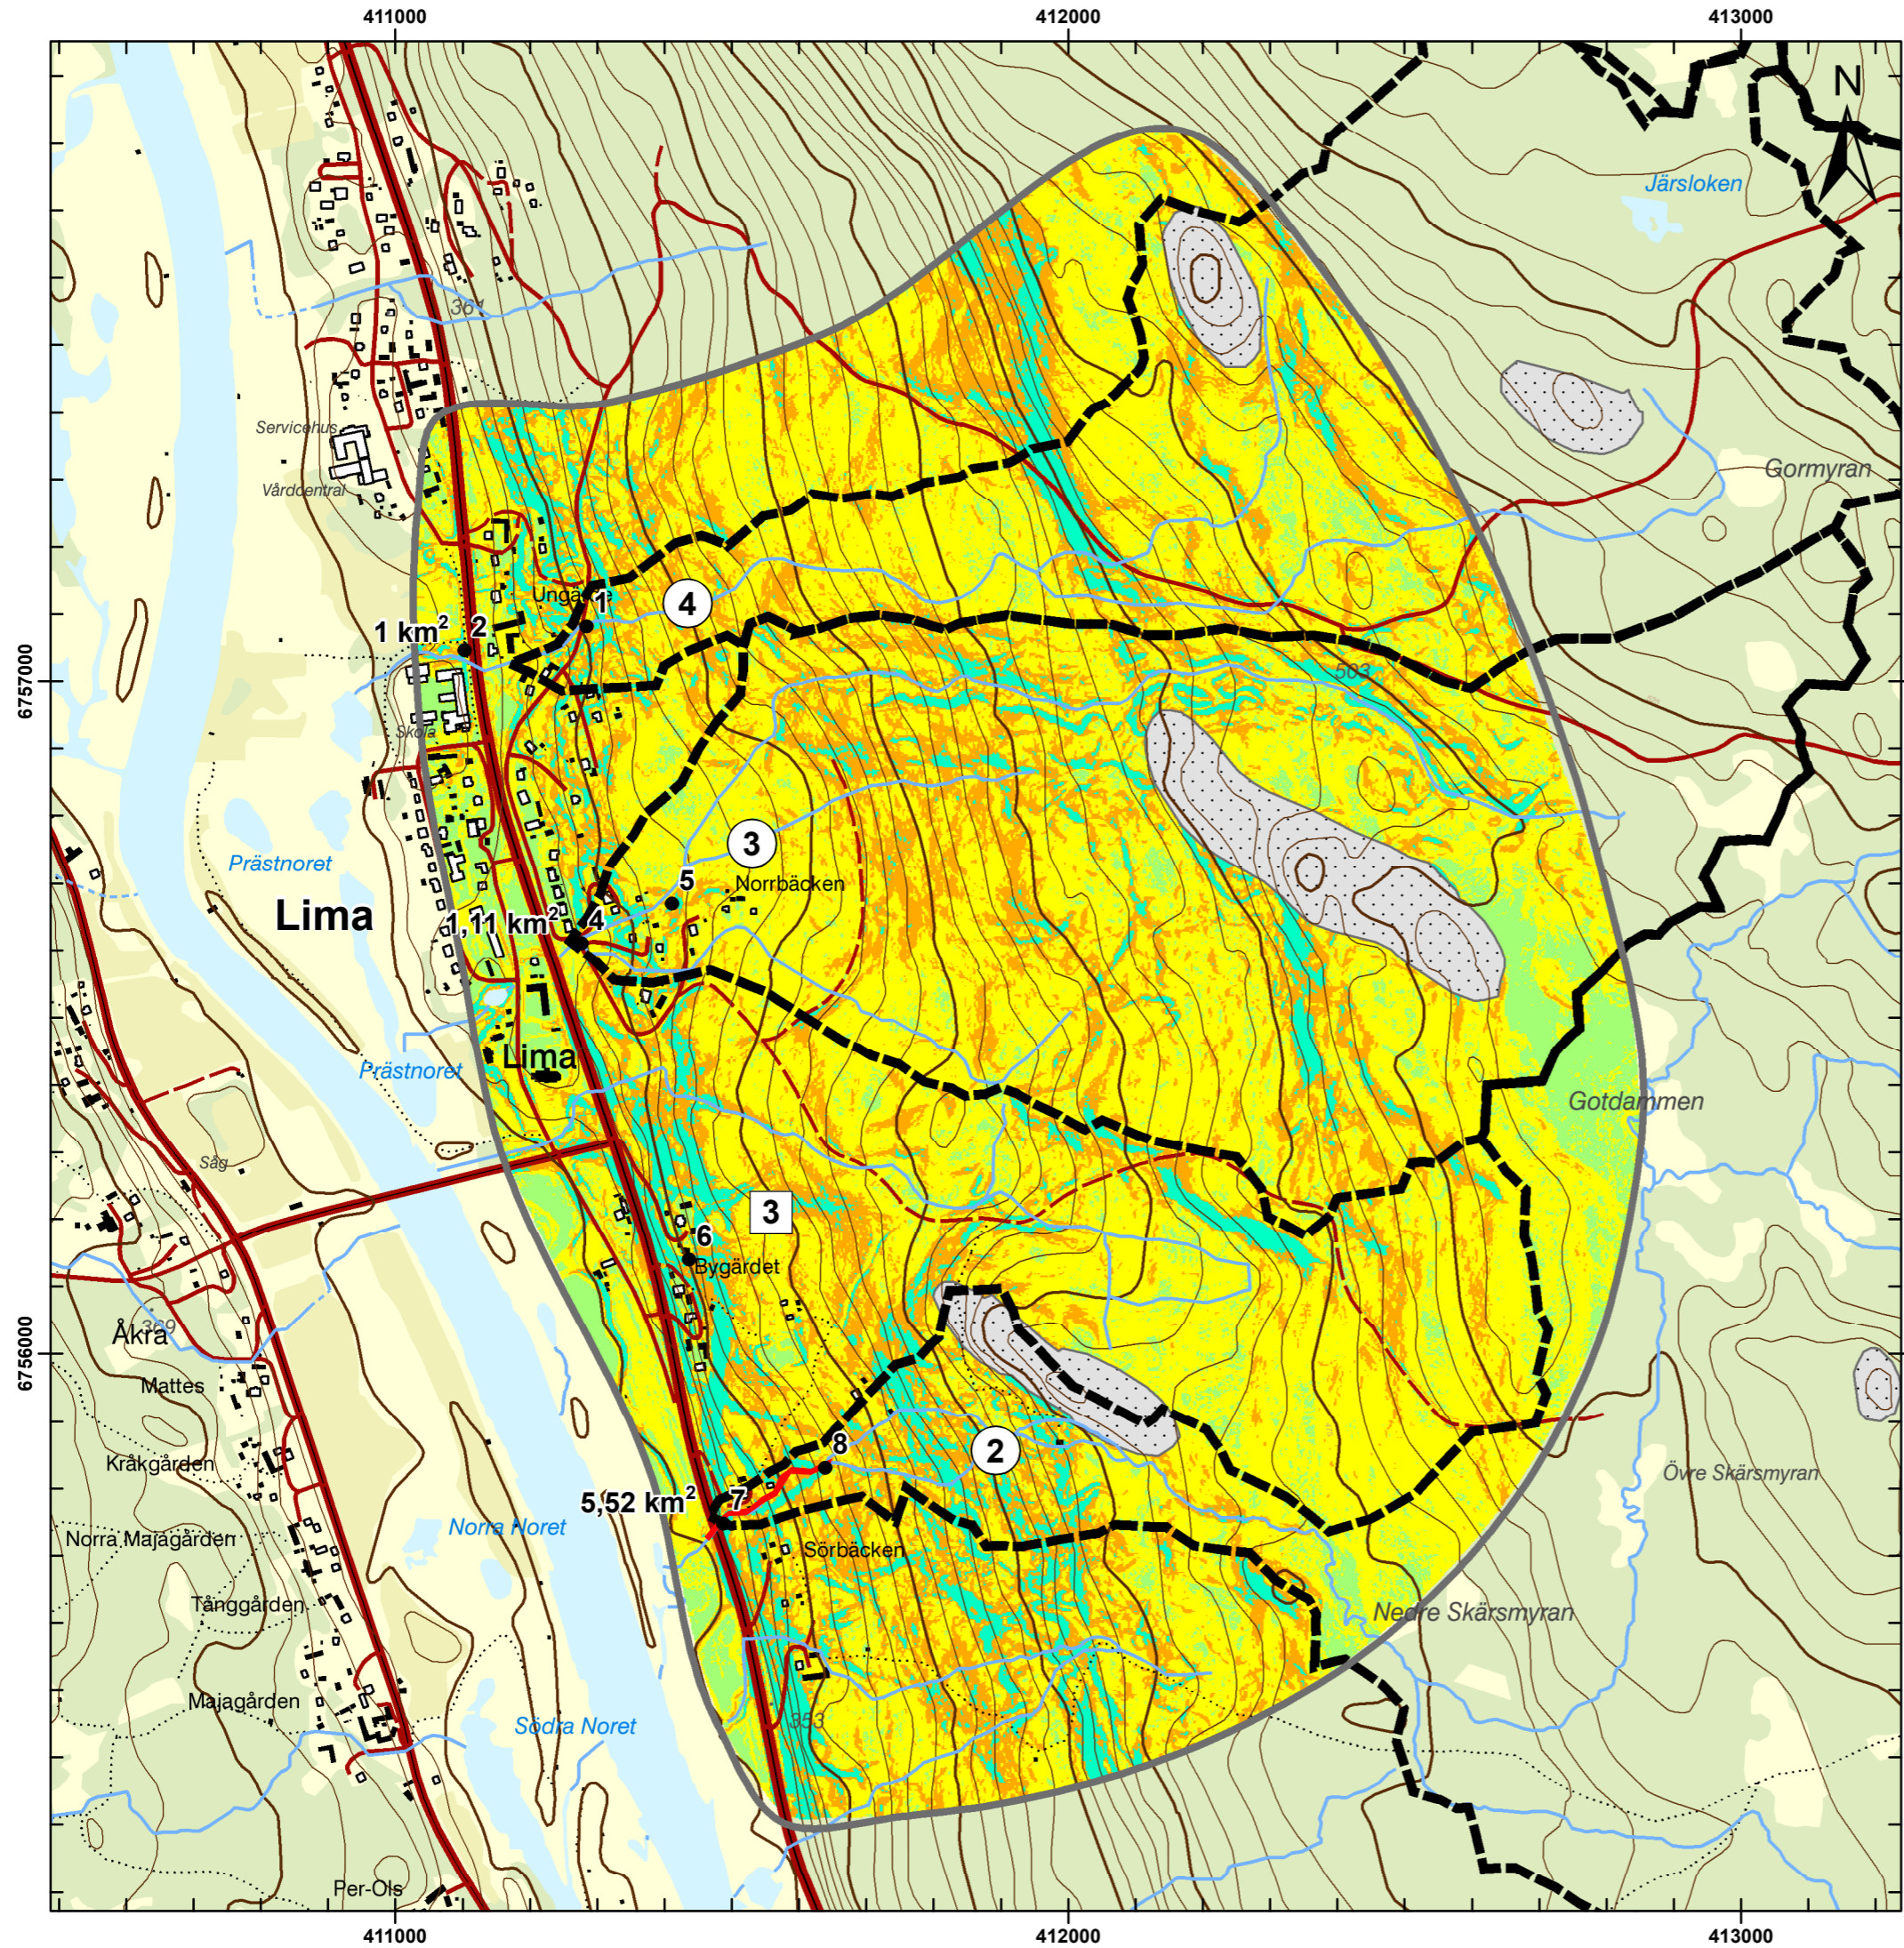 411000
412000
413000
N
Järsloken
361
Servicehus
Vårdcentral
Gormyran
1
4
1 km²
2
6757000
503
Skola
3
Prästnoret
5
Norrbäcken
Lima
1,11 km²
4
Lima
Prästnoret
Gotdammen
Såg
3
6
Bygärdet
369
Åkra
6756000
Mattes
8
2
Kråkgården
Övre Skärsmyran
5,52 km²
7
Norra Noret
Norra Majagården
Sörbäcken
Tånggården
Nedre Skärsmyran
Majagården
353
Södra Noret
Per-Ols
411000
412000
413000